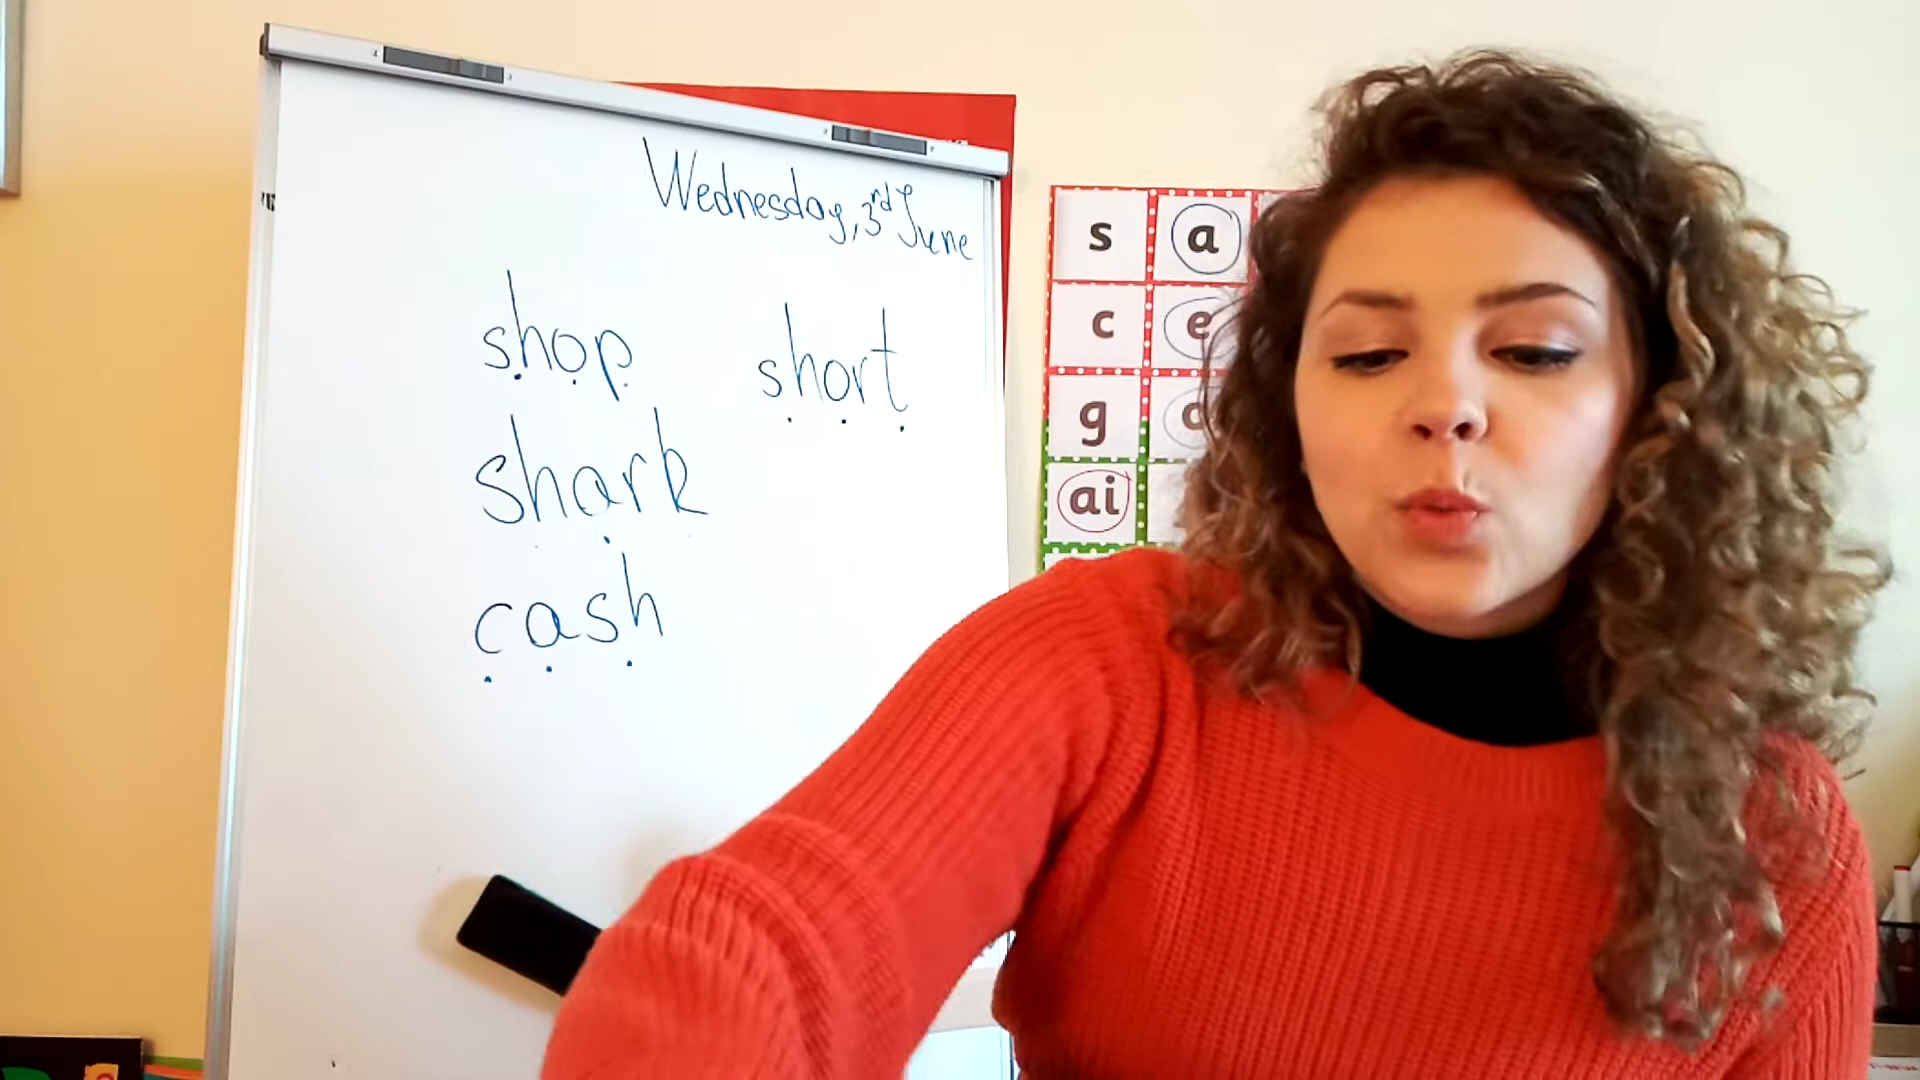 Wednesday, 3rd June
shop short
shark
cash
s a
c e
g
ai